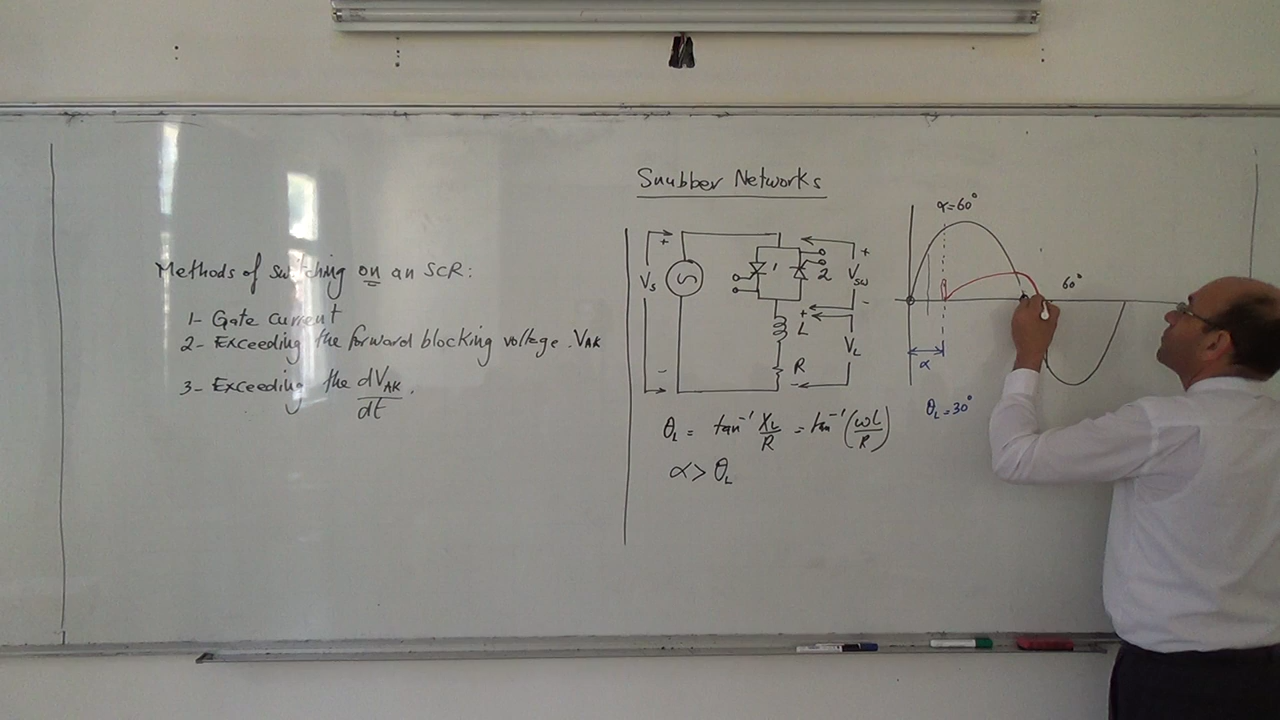 Methods of switching on an SCR:
1- Gate current
2- Exceeding the forward blocking voltage. VAK
3- Exceeding the dVAK/dt.
Snubber Networks
+
Vs
-
1
2
+
Vsw
-
+
L
VL
R
-
θL = tan⁻¹ XL/R = tan⁻¹ (ωL/R)
α > θL
α=60°
60°
α
θL=30°